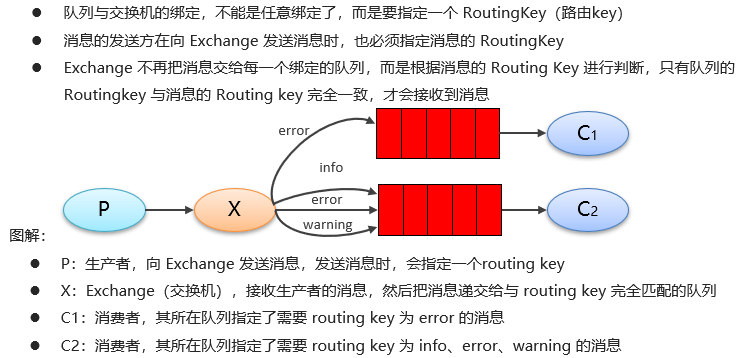 ● 队列与交换机的绑定，不能是任意绑定了，而是要指定一个 RoutingKey（路由key）
● 消息的发送方在向 Exchange 发送消息时，也必须指定消息的 RoutingKey
● Exchange 不再把消息交给每一个绑定的队列，而是根据消息的 Routing Key 进行判断，只有队列的
Routingkey 与消息的 Routing key 完全一致，才会接收到消息
error
C1
info
P
X
error
C2
warning
图解：
● P：生产者，向 Exchange 发送消息，发送消息时，会指定一个routing key
● X：Exchange（交换机），接收生产者的消息，然后把消息递交给与 routing key 完全匹配的队列
● C1：消费者，其所在队列指定了需要 routing key 为 error 的消息
● C2：消费者，其所在队列指定了需要 routing key 为 info、error、warning 的消息